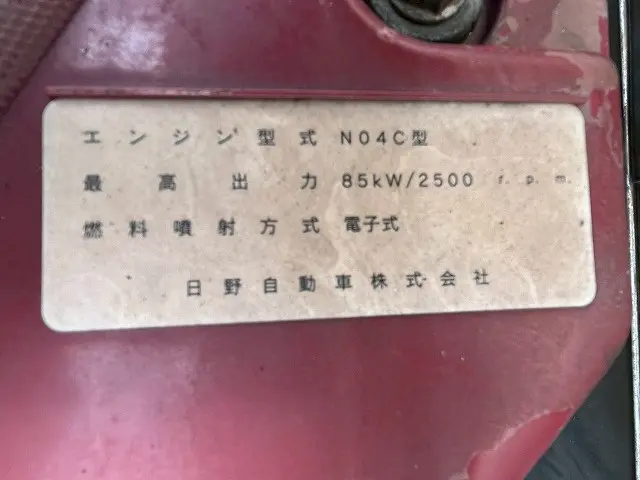 エンジン型式 N04C型
最高出力 85kW/2500 r.p.m.
燃料噴射方式 電子式
日野自動車株式会社